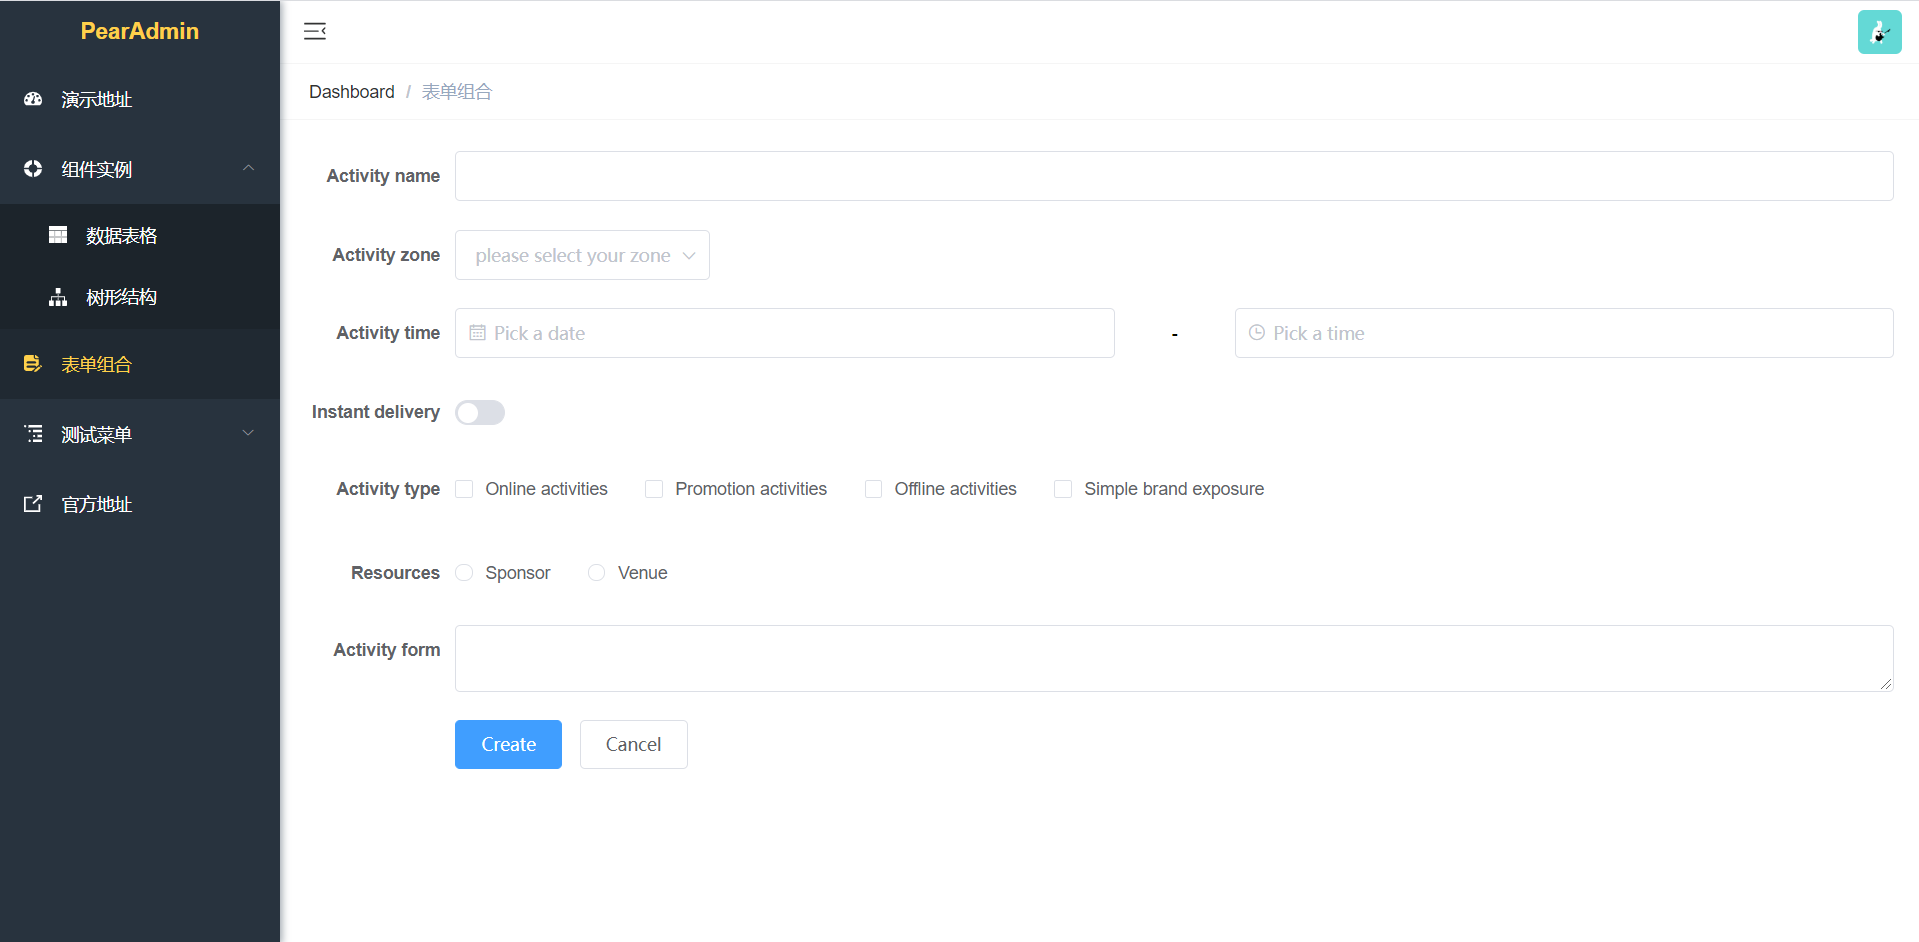 PearAdmin
演示地址
组件实例
数据表格
树形结构
表单组合
测试菜单
官方地址
Dashboard / 表单组合
Activity name
Activity zone please select your zone
Activity time Pick a date - Pick a time
Instant delivery
Activity type Online activities Promotion activities Offline activities Simple brand exposure
Resources Sponsor Venue
Activity form
Create Cancel